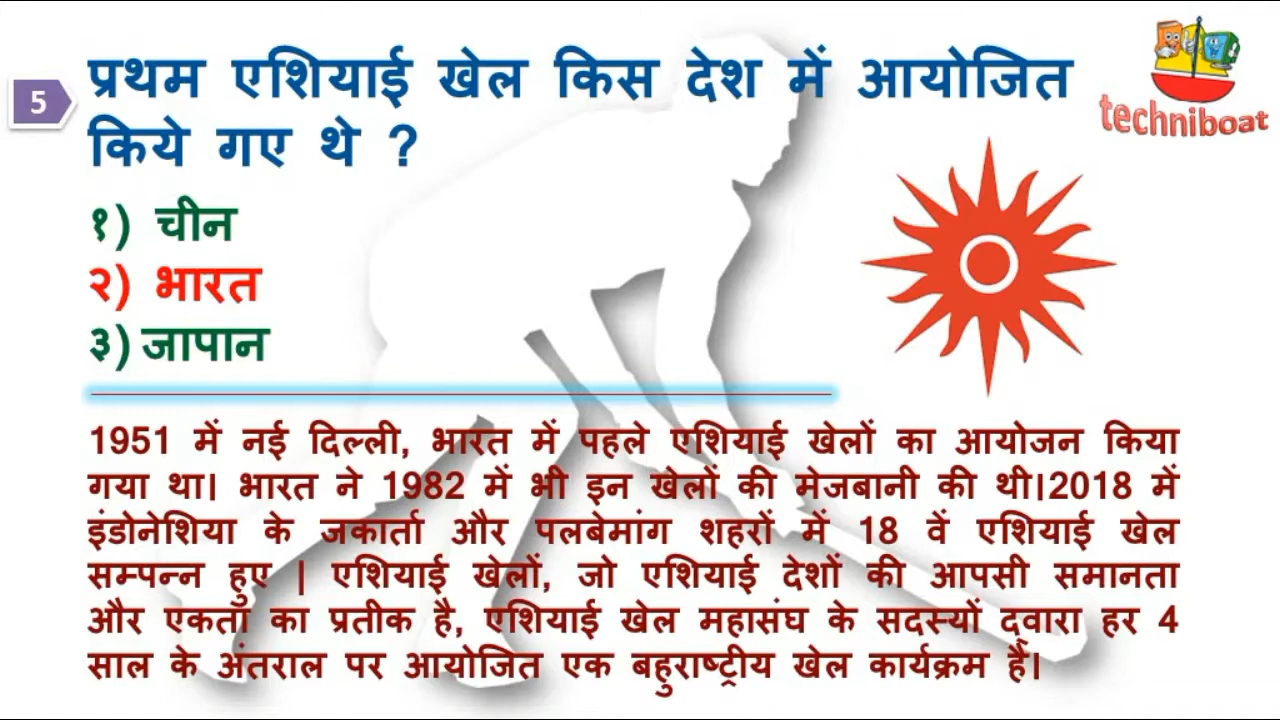 5
प्रथम एशियाई खेल किस देश में आयोजित
किये गए थे ?
techniboat
१) चीन
२) भारत
३) जापान
1951 में नई दिल्ली, भारत में पहले एशियाई खेलों का आयोजन किया
गया था। भारत ने 1982 में भी इन खेलों की मेजबानी की थी।2018 में
इंडोनेशिया के जकार्ता और पलबेमांग शहरों में 18 वें एशियाई खेल
सम्पन्न हुए | एशियाई खेलों, जो एशियाई देशों की आपसी समानता
और एकता का प्रतीक है, एशियाई खेल महासंघ के सदस्यों द्वारा हर 4
साल के अंतराल पर आयोजित एक बहुराष्ट्रीय खेल कार्यक्रम हैं।